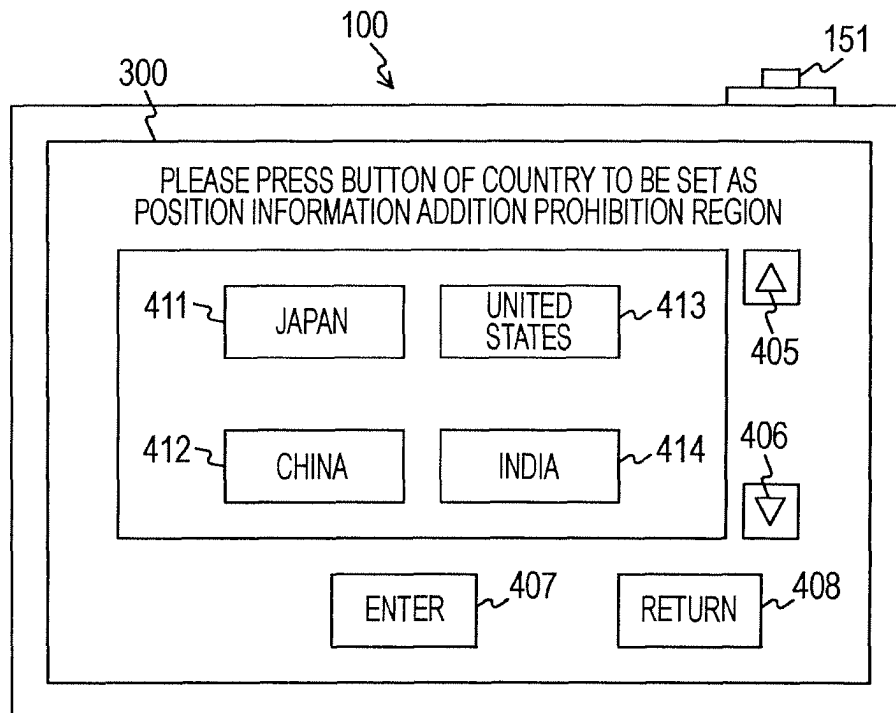 100
151
300
PLEASE PRESS BUTTON OF COUNTRY TO BE SET AS
POSITION INFORMATION ADDITION PROHIBITION REGION
411
JAPAN
UNITED
STATES
413
405
412
CHINA
INDIA
414
406
ENTER
407
RETURN
408